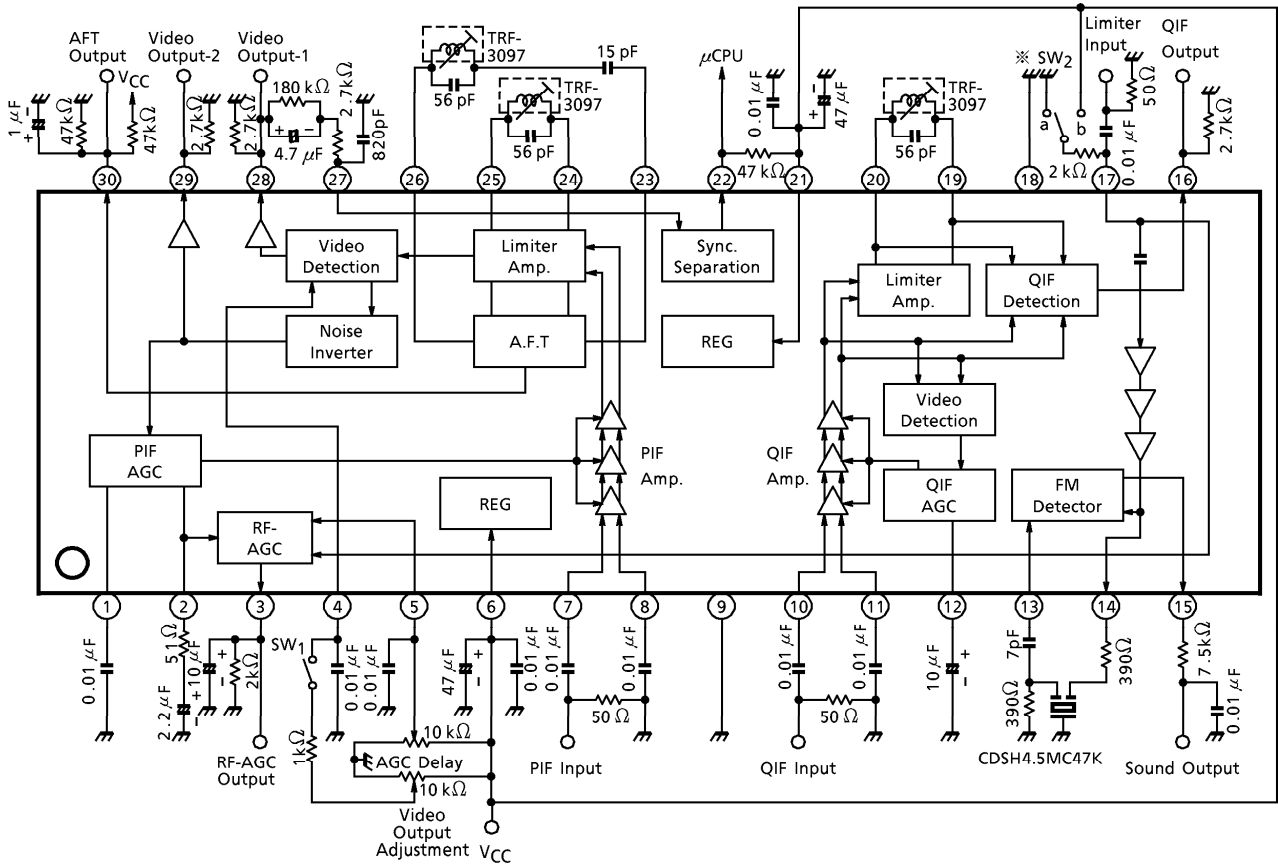 AFT
Output
VCC
Video
Output-2
Video
Output-1
TRF-
3097
15 pF
56 pF
TRF-
3097
56 pF
μCPU
0.01 μF
47 μF
-
+
47 kΩ
TRF-
3097
56 pF
※ SW2
a
b
2 kΩ
Limiter
Input
50Ω
0.01 μF
QIF
Output
2.7kΩ
1 μF
-
+
47kΩ
47kΩ
2.7kΩ
2.7kΩ
180 kΩ
+
-
4.7 μF
2.7kΩ
820pF
30
29
28
27
26
25
24
23
22
21
20
19
18
17
16
Video
Detection
Limiter
Amp.
Sync.
Separation
Limiter
Amp.
QIF
Detection
Noise
Inverter
A.F.T
REG
Video
Detection
PIF
AGC
PIF
Amp.
QIF
Amp.
QIF
AGC
FM
Detector
REG
RF-
AGC
1
2
3
4
5
6
7
8
9
10
11
12
13
14
15
0.01 μF
51Ω
2.2 μF
+
-
10 μF
+
-
2kΩ
RF-AGC
Output
SW1
1kΩ
0.01 μF
0.01 μF
10 kΩ
AGC Delay
10 kΩ
Video
Output
Adjustment
VCC
47 μF
+
-
0.01 μF
0.01 μF
50 Ω
0.01 μF
PIF Input
0.01 μF
50 Ω
0.01 μF
QIF Input
10 μF
+
-
7pF
390Ω
390Ω
CDSH4.5MC47K
7.5kΩ
0.01 μF
Sound Output